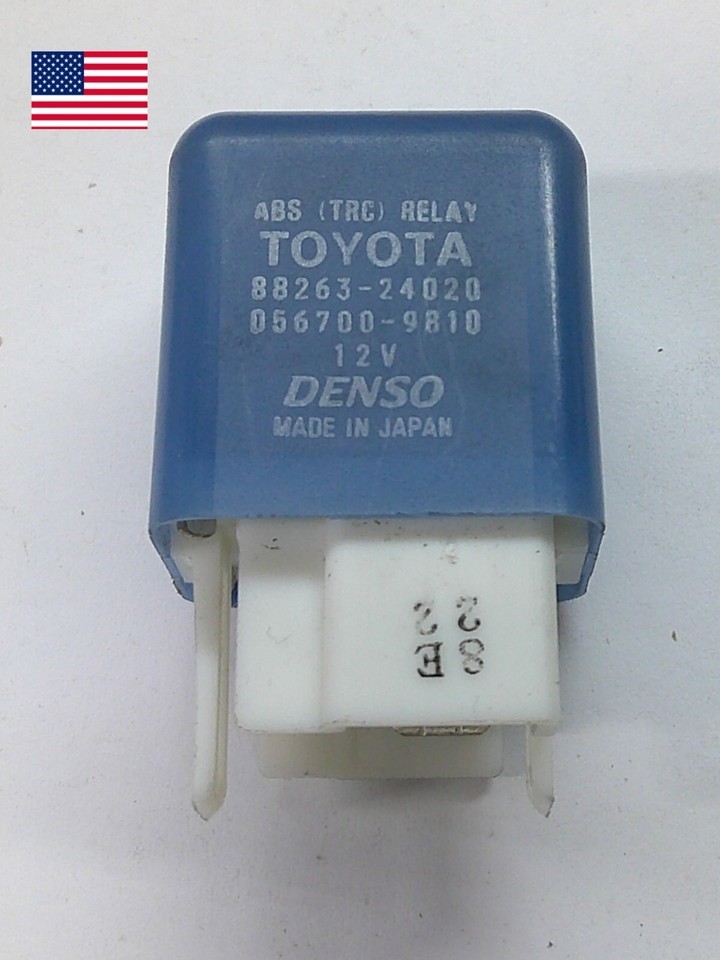 ABS (TRC) RELAY
TOYOTA
88263-24020
056700-9810
12V
DENSO
MADE IN JAPAN
22
8E